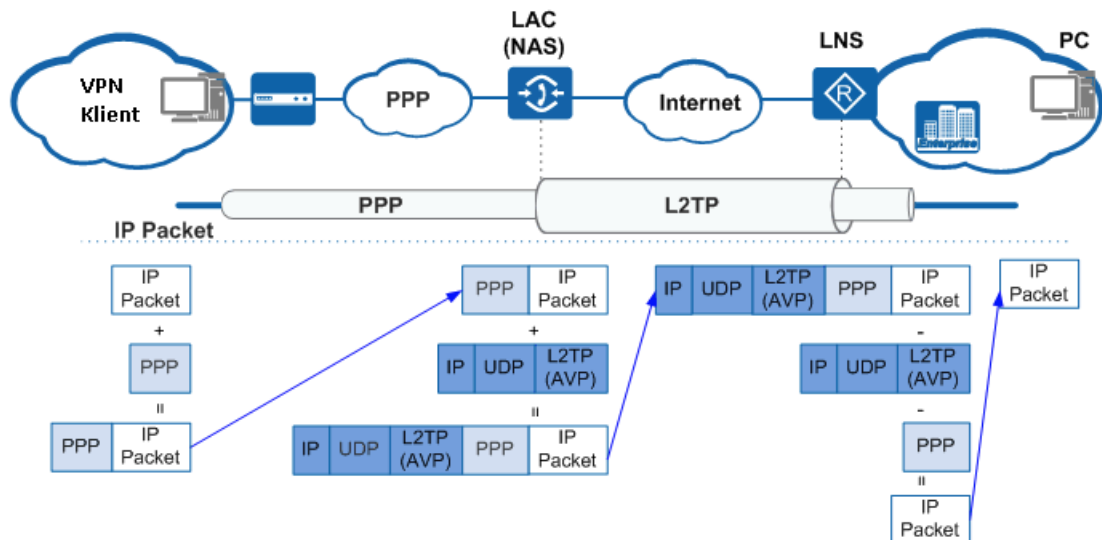 LAC
(NAS)
LNS
PC
VPN
Klient
PPP
Internet
R
Enterprise
PPP
L2TP
IP Packet
IP
Packet
+
PPP
=
PPP
IP
Packet
PPP
IP
Packet
+
IP
UDP
L2TP
(AVP)
=
IP
UDP
L2TP
(AVP)
PPP
IP
Packet
IP
UDP
L2TP
(AVP)
PPP
IP
Packet
-
IP
UDP
L2TP
(AVP)
-
PPP
=
IP
Packet
IP
Packet